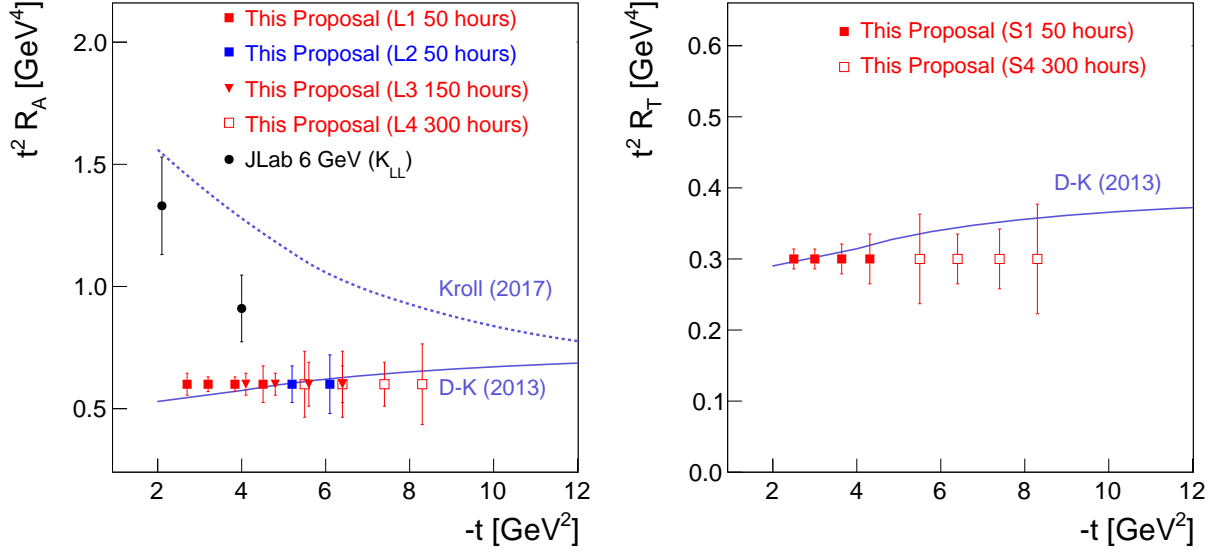 t² R_A [GeV⁴]
2.0
1.5
1.0
0.5
This Proposal (L1 50 hours)
This Proposal (L2 50 hours)
This Proposal (L3 150 hours)
This Proposal (L4 300 hours)
JLab 6 GeV (K_LL)
Kroll (2017)
D-K (2013)
2 4 6 8 10 12
-t [GeV²]
t² R_T [GeV⁴]
0.6
0.5
0.4
0.3
0.2
0.1
0.0
This Proposal (S1 50 hours)
This Proposal (S4 300 hours)
D-K (2013)
2 4 6 8 10 12
-t [GeV²]